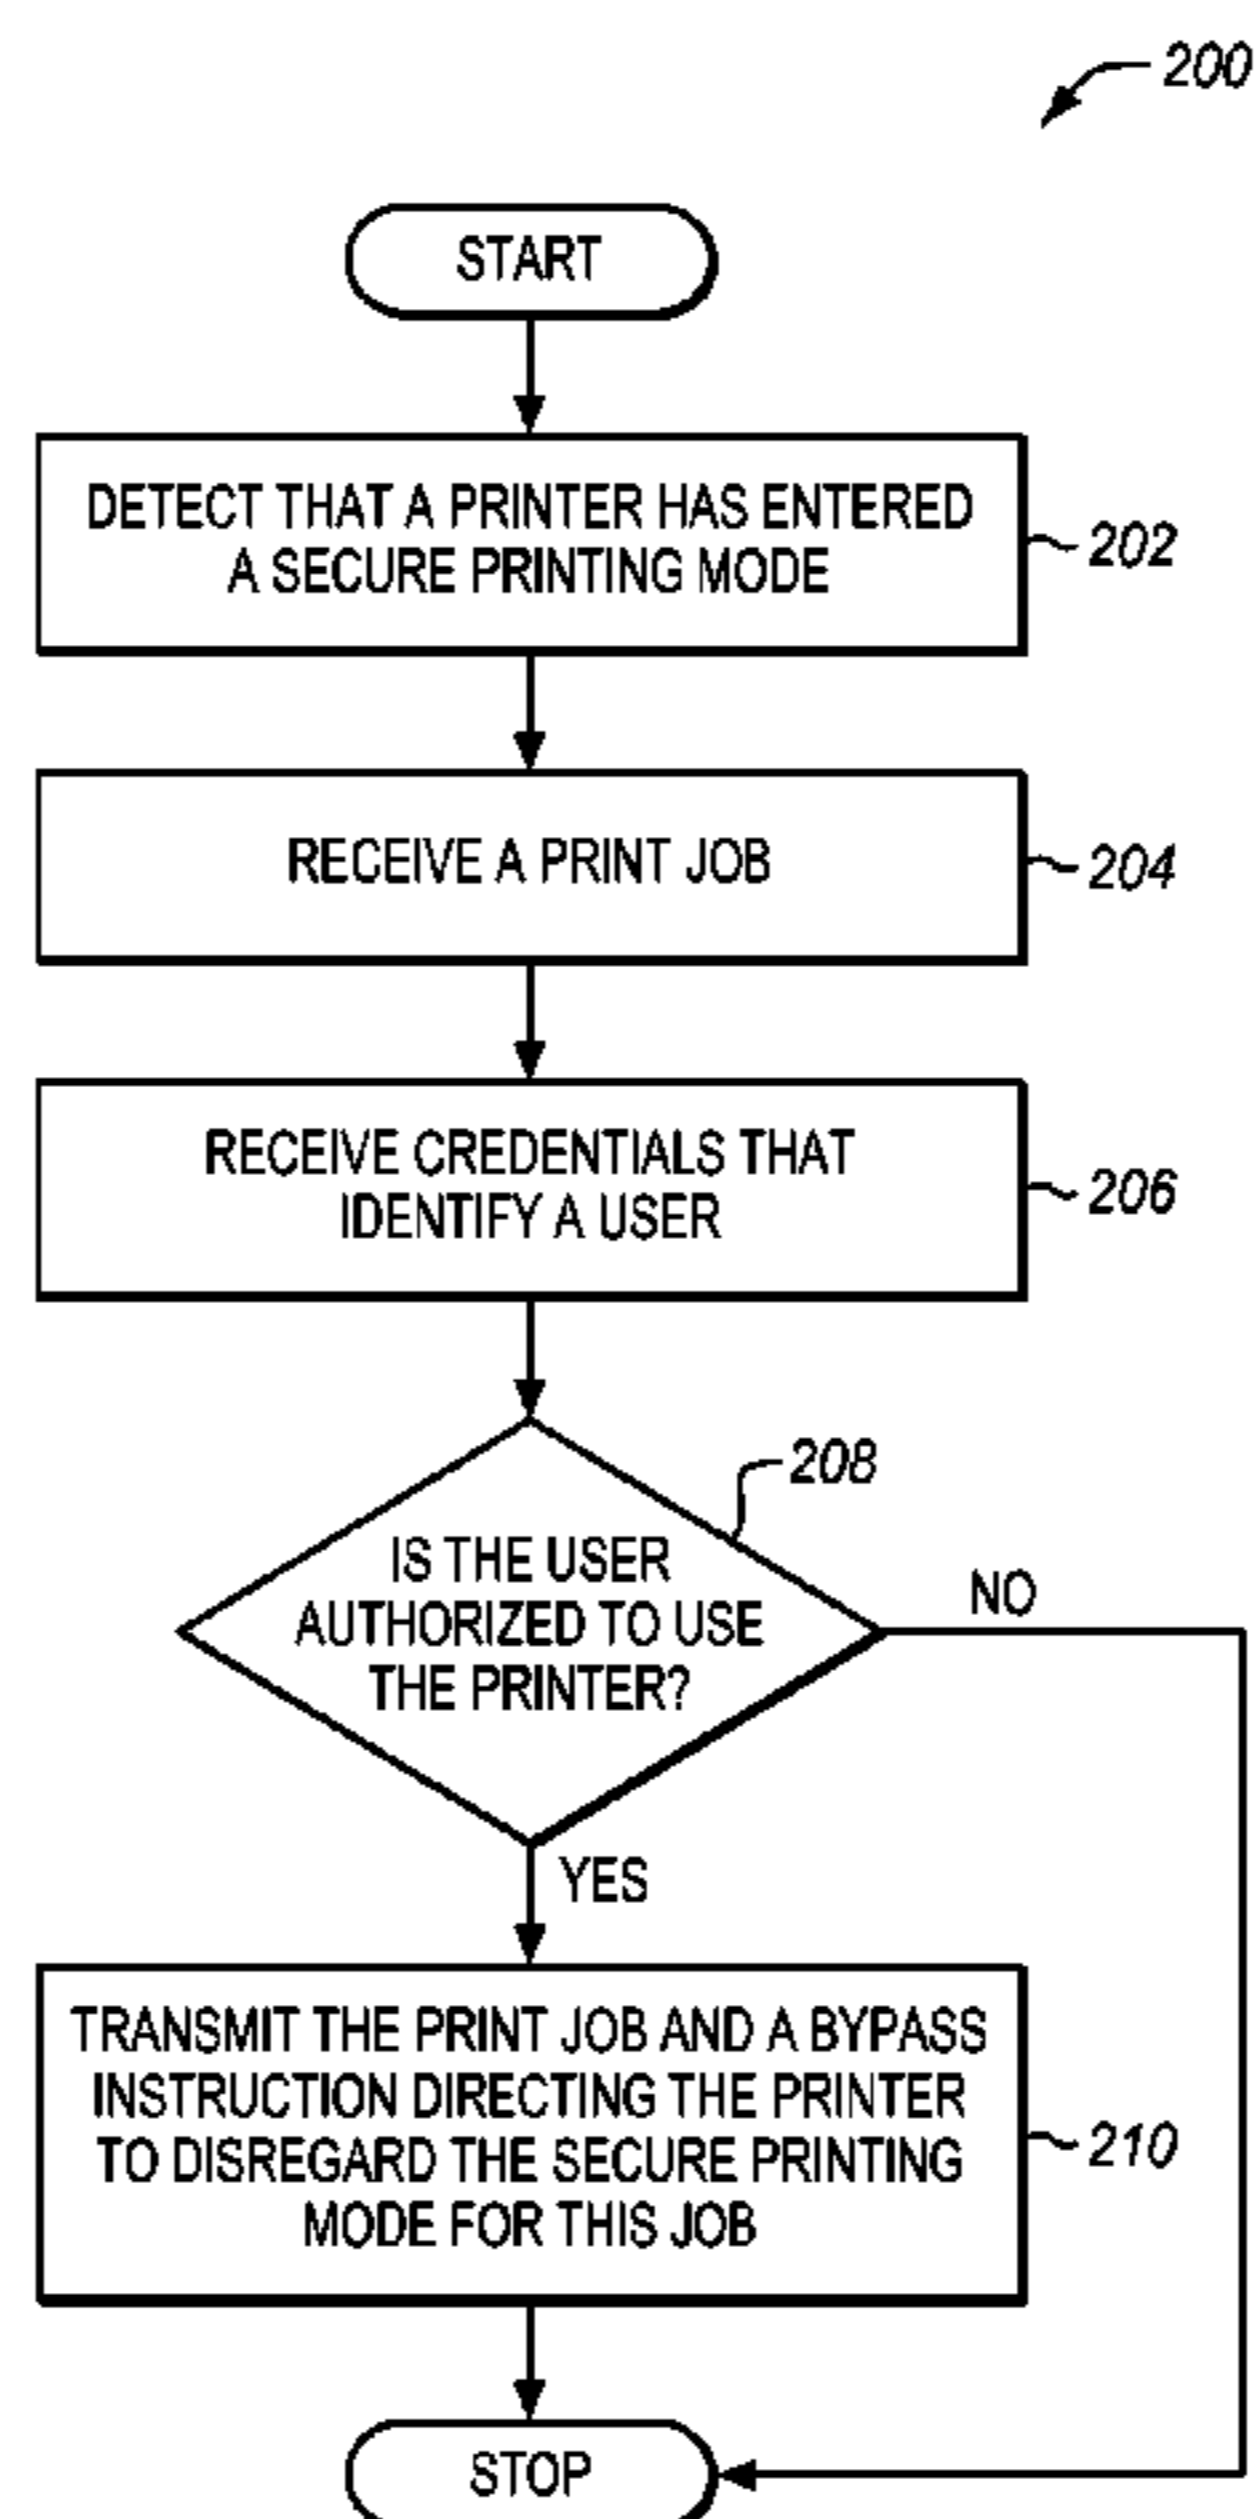 200
START
DETECT THAT A PRINTER HAS ENTERED
A SECURE PRINTING MODE
202
RECEIVE A PRINT JOB
204
RECEIVE CREDENTIALS THAT
IDENTIFY A USER
206
208
IS THE USER
AUTHORIZED TO USE
THE PRINTER?
NO
YES
TRANSMIT THE PRINT JOB AND A BYPASS
INSTRUCTION DIRECTING THE PRINTER
TO DISREGARD THE SECURE PRINTING
MODE FOR THIS JOB
210
STOP